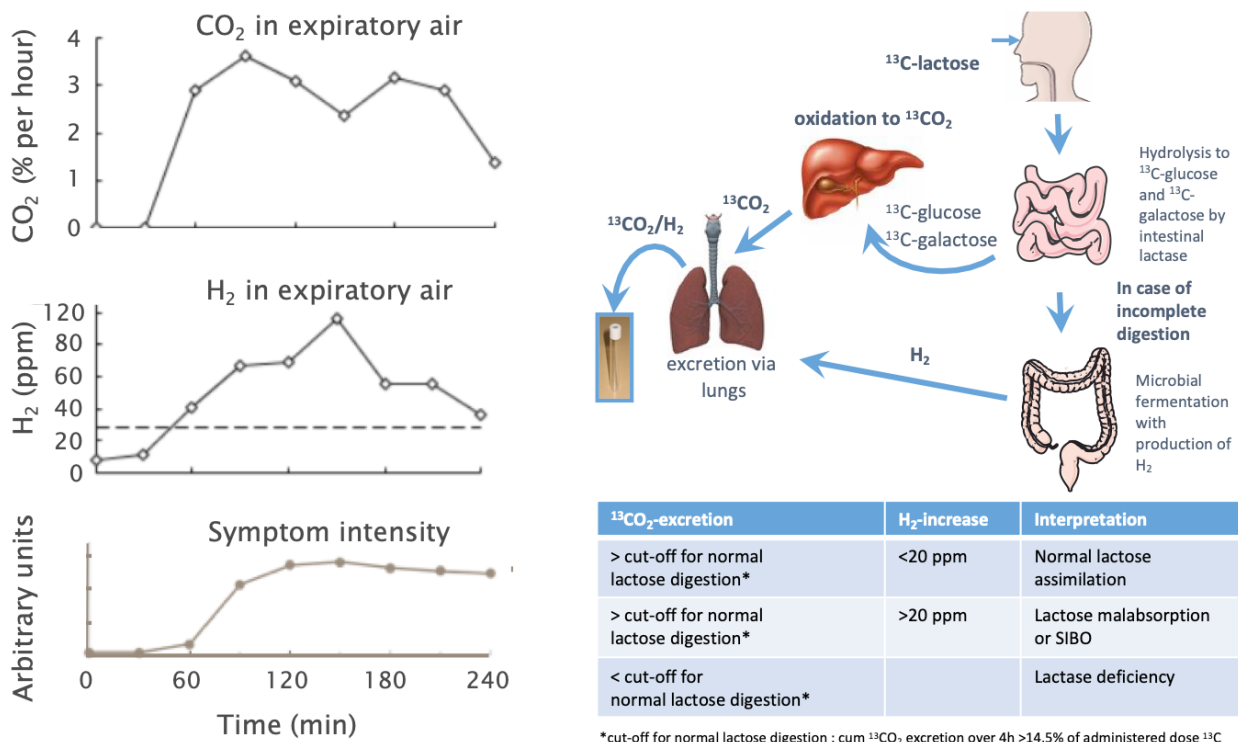 CO₂ in expiratory air
CO₂ (% per hour)
4
3
2
1
0
H₂ in expiratory air
H₂ (ppm)
120
80
60
40
20
0
Symptom intensity
Arbitrary units
0
60
120
180
240
Time (min)
¹³C-lactose
oxidation to ¹³CO₂
Hydrolysis to
¹³C-glucose
and ¹³C-
galactose by
intestinal
lactase
¹³C-glucose
¹³C-galactose
¹³CO₂
¹³CO₂/H₂
excretion via
lungs
In case of
incomplete
digestion
H₂
Microbial
fermentation
with
production of
H₂
¹³CO₂-excretion H₂-increase Interpretation
> cut-off for normal
lactose digestion* <20 ppm Normal lactose
assimilation
> cut-off for normal
lactose digestion* >20 ppm Lactose malabsorption
or SIBO
< cut-off for
normal lactose digestion* Lactase deficiency
*cut-off for normal lactose digestion : cum ¹³CO₂ excretion over 4h >14.5% of administered dose ¹³C